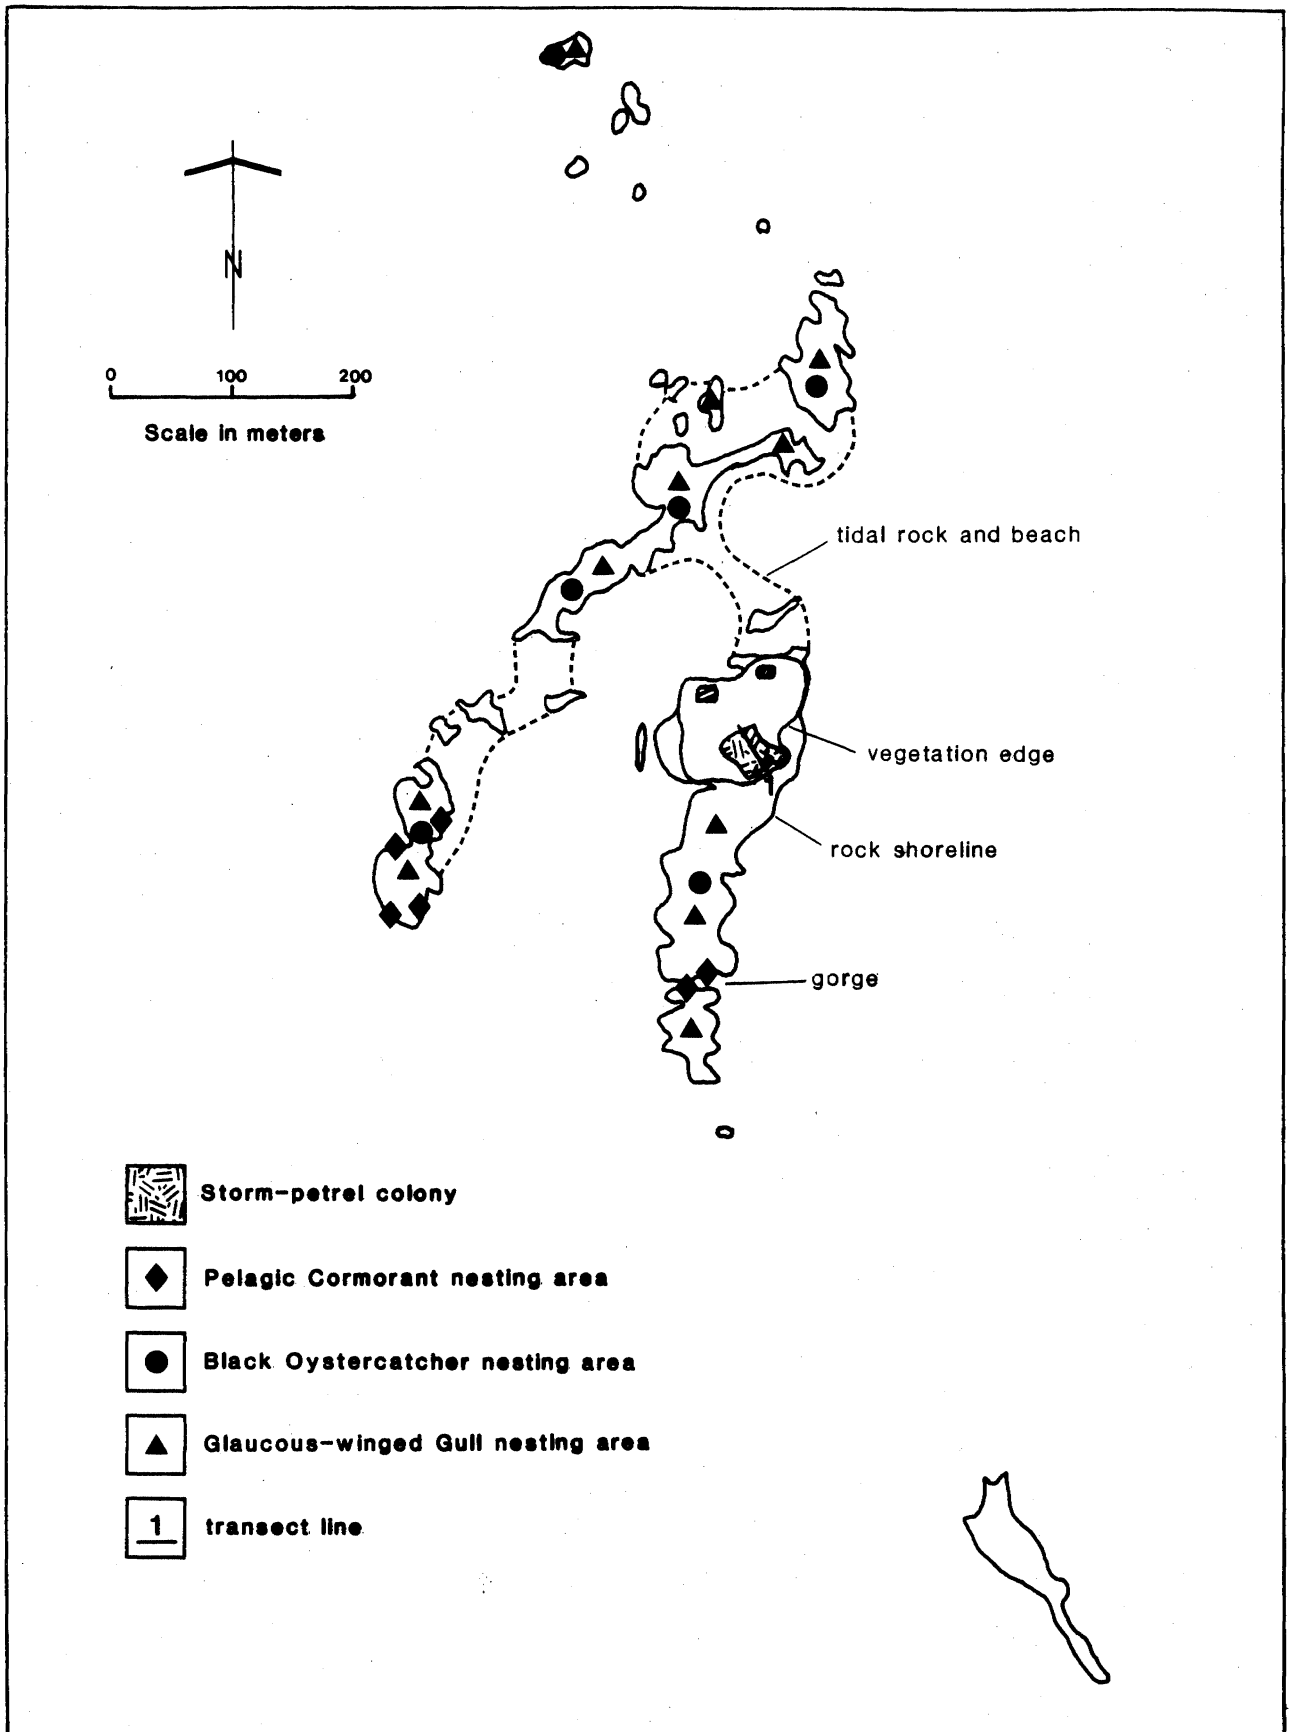 N
0 100 200
Scale in meters
tidal rock and beach
vegetation edge
rock shoreline
gorge
Storm-petrel colony
Pelagic Cormorant nesting area
Black Oystercatcher nesting area
Glaucous-winged Gull nesting area
1 transect line